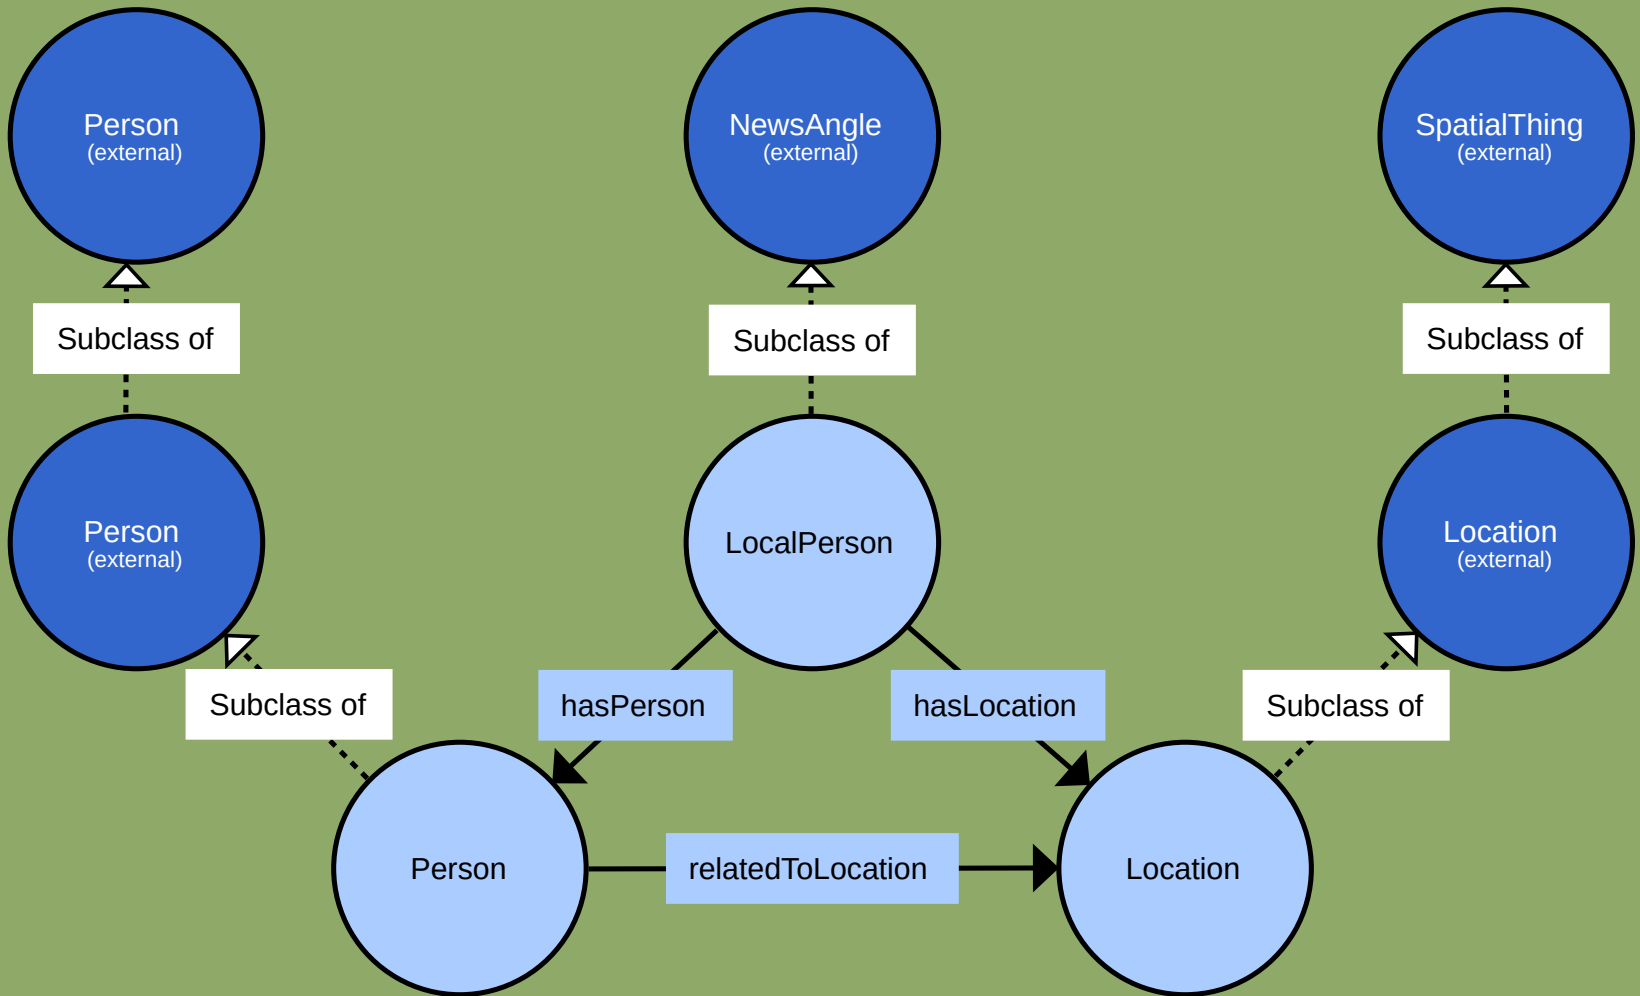 Person
(external)
NewsAngle
(external)
SpatialThing
(external)
Subclass of
Subclass of
Subclass of
Person
(external)
LocalPerson
Location
(external)
Subclass of
hasPerson
hasLocation
Subclass of
Person
relatedToLocation
Location